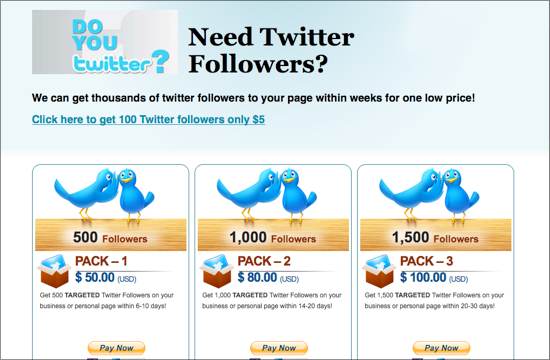 DO
YOU
twitter?
Need Twitter
Followers?
We can get thousands of twitter followers to your page within weeks for one low price!
Click here to get 100 Twitter followers only $5
500 Followers
PACK – 1
$ 50.00 (USD)
Get 500 TARGETED Twitter Followers on your
business or personal page within 6-10 days!
Pay Now
1,000 Followers
PACK – 2
$ 80.00 (USD)
Get 1,000 TARGETED Twitter Followers on your
business or personal page within 14-20 days!
Pay Now
1,500 Followers
PACK – 3
$ 100.00 (USD)
Get 1,500 TARGETED Twitter Followers on your
business or personal page within 20-30 days!
Pay Now